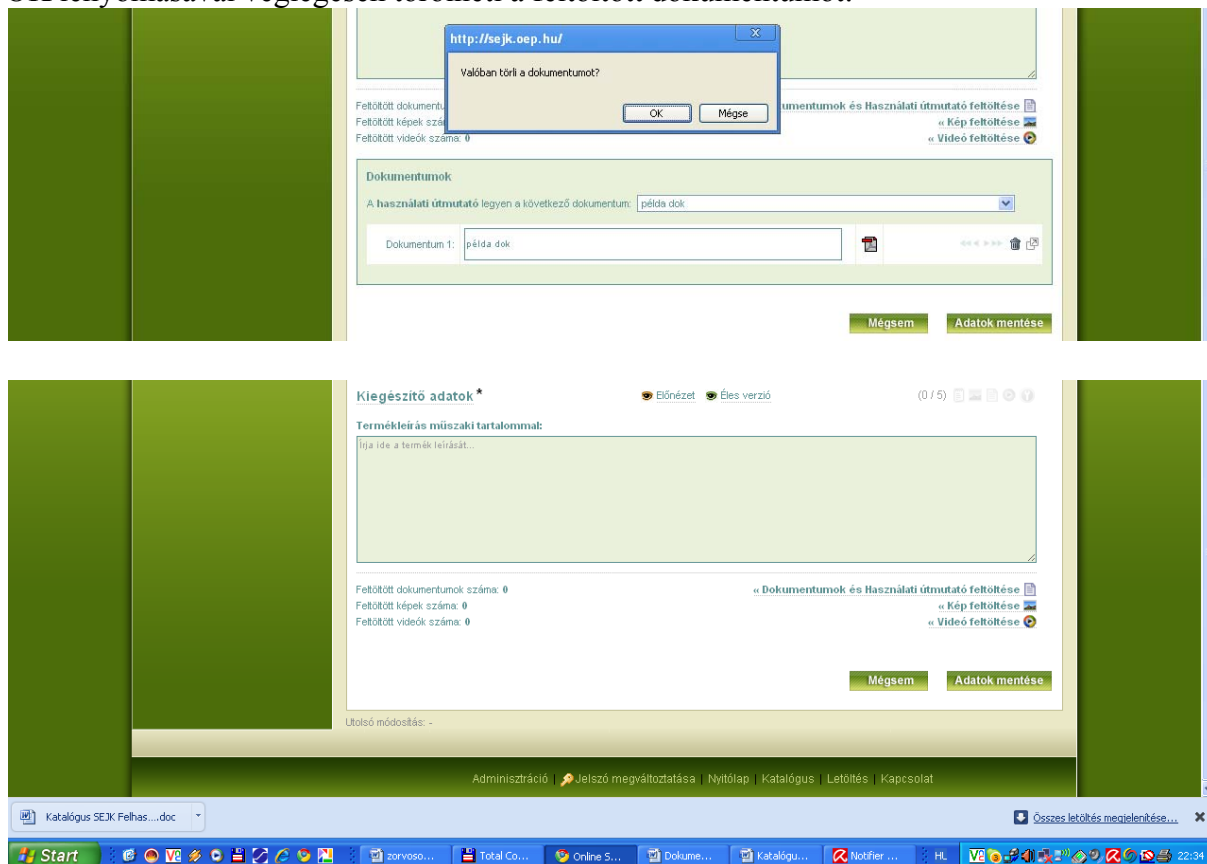 OK lenyomásával véglegesen törölheti a feltöltött dokumentumot.
http://sejk.oep.hu/
Valóban törli a dokumentumot?
OK Mégse
Feltöltött
Feltöltött képek
Feltöltött videók száma: 0
és Használati útmutató feltöltése
« Kép feltöltése
« Videó feltöltése
Dokumentumok
A használati útmutató legyen a következő dokumentum: példa dok
Dokumentum 1: példa dok
Mégsem Adatok mentése
Kiegészítő adatok * Előnézet Éles verzió (0 / 5)
Termékleírás műszaki tartalommal:
Írja ide a termék leírását...
Feltöltött dokumentumok száma: 0 « Dokumentumok és Használati útmutató feltöltése
Feltöltött képek száma: 0 « Kép feltöltése
Feltöltött videók száma: 0 « Videó feltöltése
Mégsem Adatok mentése
Utolsó módosítás: -
Adminisztráció | Jelszó megváltoztatása | Nyitólap | Katalógus | Letöltés | Kapcsolat
Katalógus SEJK Felhas....doc Összes letöltés megjelenítése...
Start zorvoso... Total Co... Online S... Dokume... Katalógu... Notifier ... HU 22:34